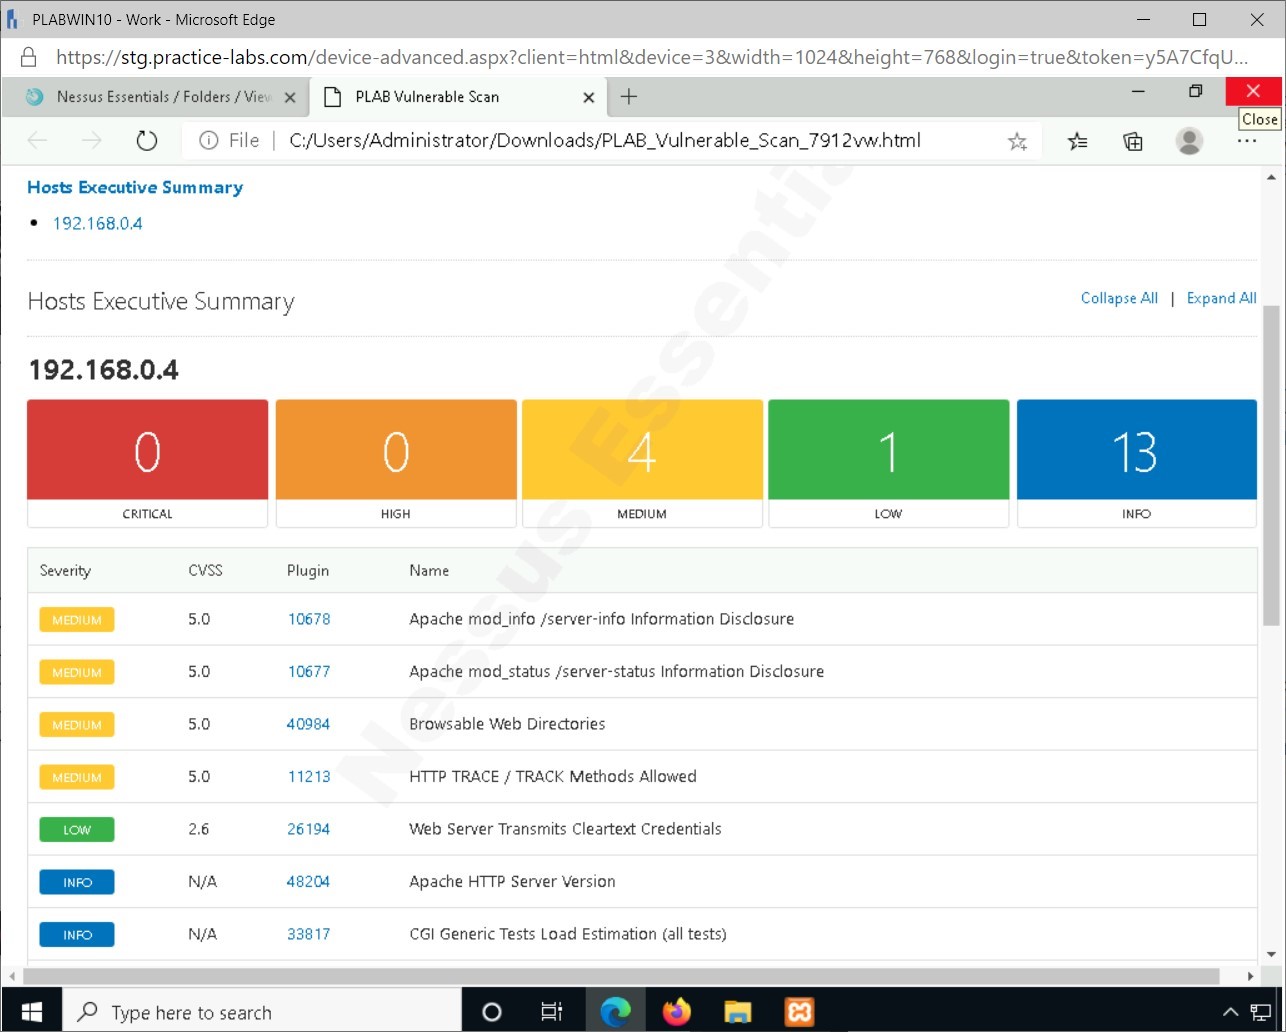 PLABWIN10 - Work - Microsoft Edge
https://stg.practice-labs.com/device-advanced.aspx?client=html&device=3&width=1024&height=768&login=true&token=y5A7CfqU...
Nessus Essentials / Folders / View
PLAB Vulnerable Scan
Close
File
C:/Users/Administrator/Downloads/PLAB_Vulnerable_Scan_7912vw.html
Hosts Executive Summary
192.168.0.4
Hosts Executive Summary
Collapse All | Expand All
192.168.0.4
0 0 4 1 13
CRITICAL HIGH MEDIUM LOW INFO
Severity CVSS Plugin Name
MEDIUM 5.0 10678 Apache mod_info /server-info Information Disclosure
MEDIUM 5.0 10677 Apache mod_status /server-status Information Disclosure
MEDIUM 5.0 40984 Browsable Web Directories
MEDIUM 5.0 11213 HTTP TRACE / TRACK Methods Allowed
LOW 2.6 26194 Web Server Transmits Cleartext Credentials
INFO N/A 48204 Apache HTTP Server Version
INFO N/A 33817 CGI Generic Tests Load Estimation (all tests)
Nessus Essentia
Type here to search